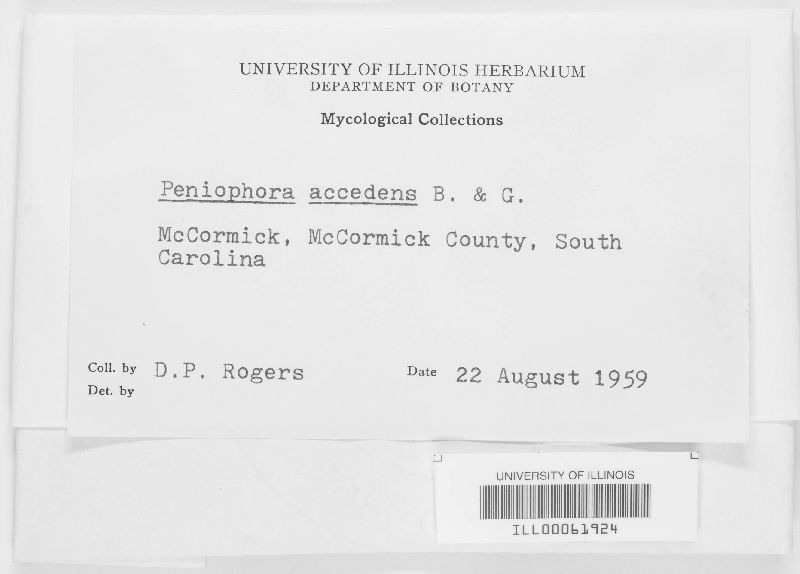 UNIVERSITY OF ILLINOIS HERBARIUM
DEPARTMENT OF BOTANY
Mycological Collections
Peniophora accedens B. & G.
McCormick, McCormick County, South
Carolina
Coll. by D.P. Rogers
Date 22 August 1959
Det. by
UNIVERSITY OF ILLINOIS
ILL00061924